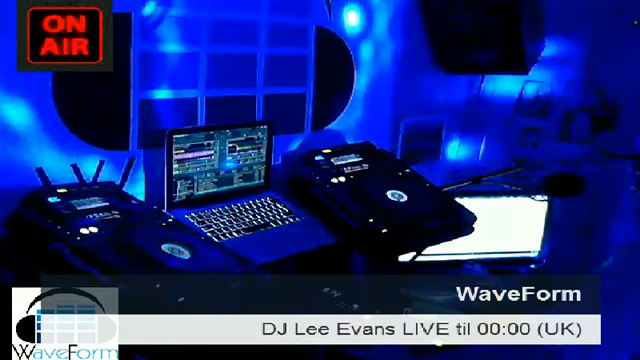 ON
AIR
WaveForm
DJ Lee Evans LIVE til 00:00 (UK)
WaveForm